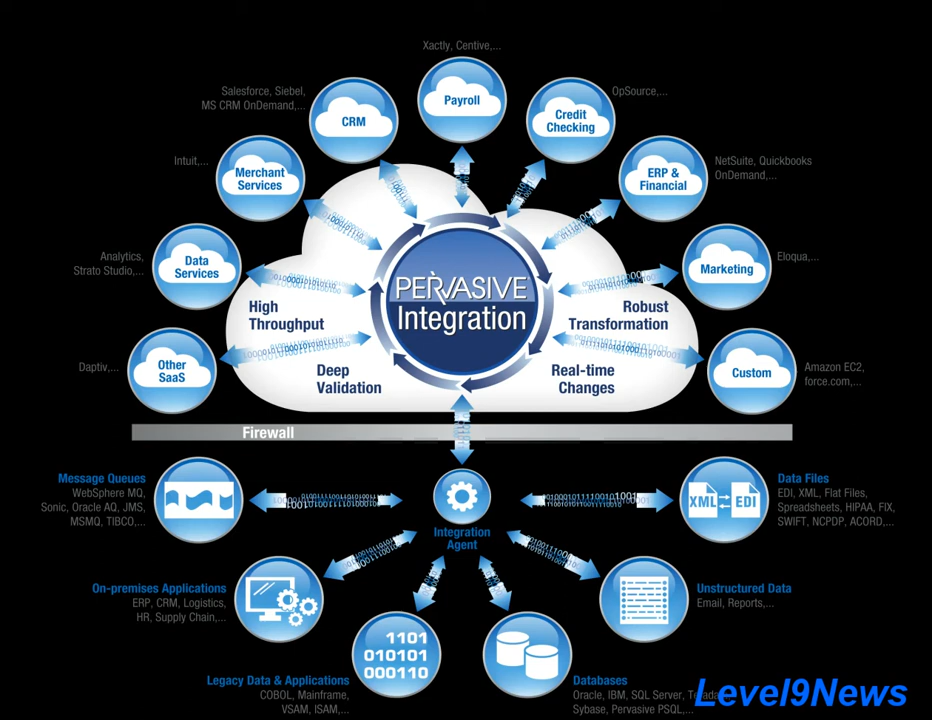 Xactly, Centive,...
Payroll
Salesforce, Siebel,
MS CRM OnDemand,...
CRM
OpSource,...
Credit
Checking
Intuit,...
Merchant
Services
NetSuite, Quickbooks
OnDemand,...
ERP &
Financial
Analytics,
Strato Studio,...
Data
Services
Marketing
Eloqua,...
PERVASIVE
Integration
High
Throughput
Robust
Transformation
Daptiv,...
Other
SaaS
Deep
Validation
Real-time
Changes
Custom
Amazon EC2,
force.com,...
Firewall
Message Queues
WebSphere MQ,
Sonic, Oracle AQ, JMS,
MSMQ, TIBCO,...
Integration
Agent
XML
EDI
Data Files
EDI, XML, Flat Files,
Spreadsheets, HIPAA, FIX,
SWIFT, NCPDP, ACORD,...
On-premises Applications
ERP, CRM, Logistics,
HR, Supply Chain,...
Unstructured Data
Email, Reports,...
1101
010101
000110
Legacy Data & Applications
COBOL, Mainframe,
VSAM, ISAM,...
Databases
Oracle, IBM, SQL Server,
Sybase, Pervasive PSQL,...
Level9News